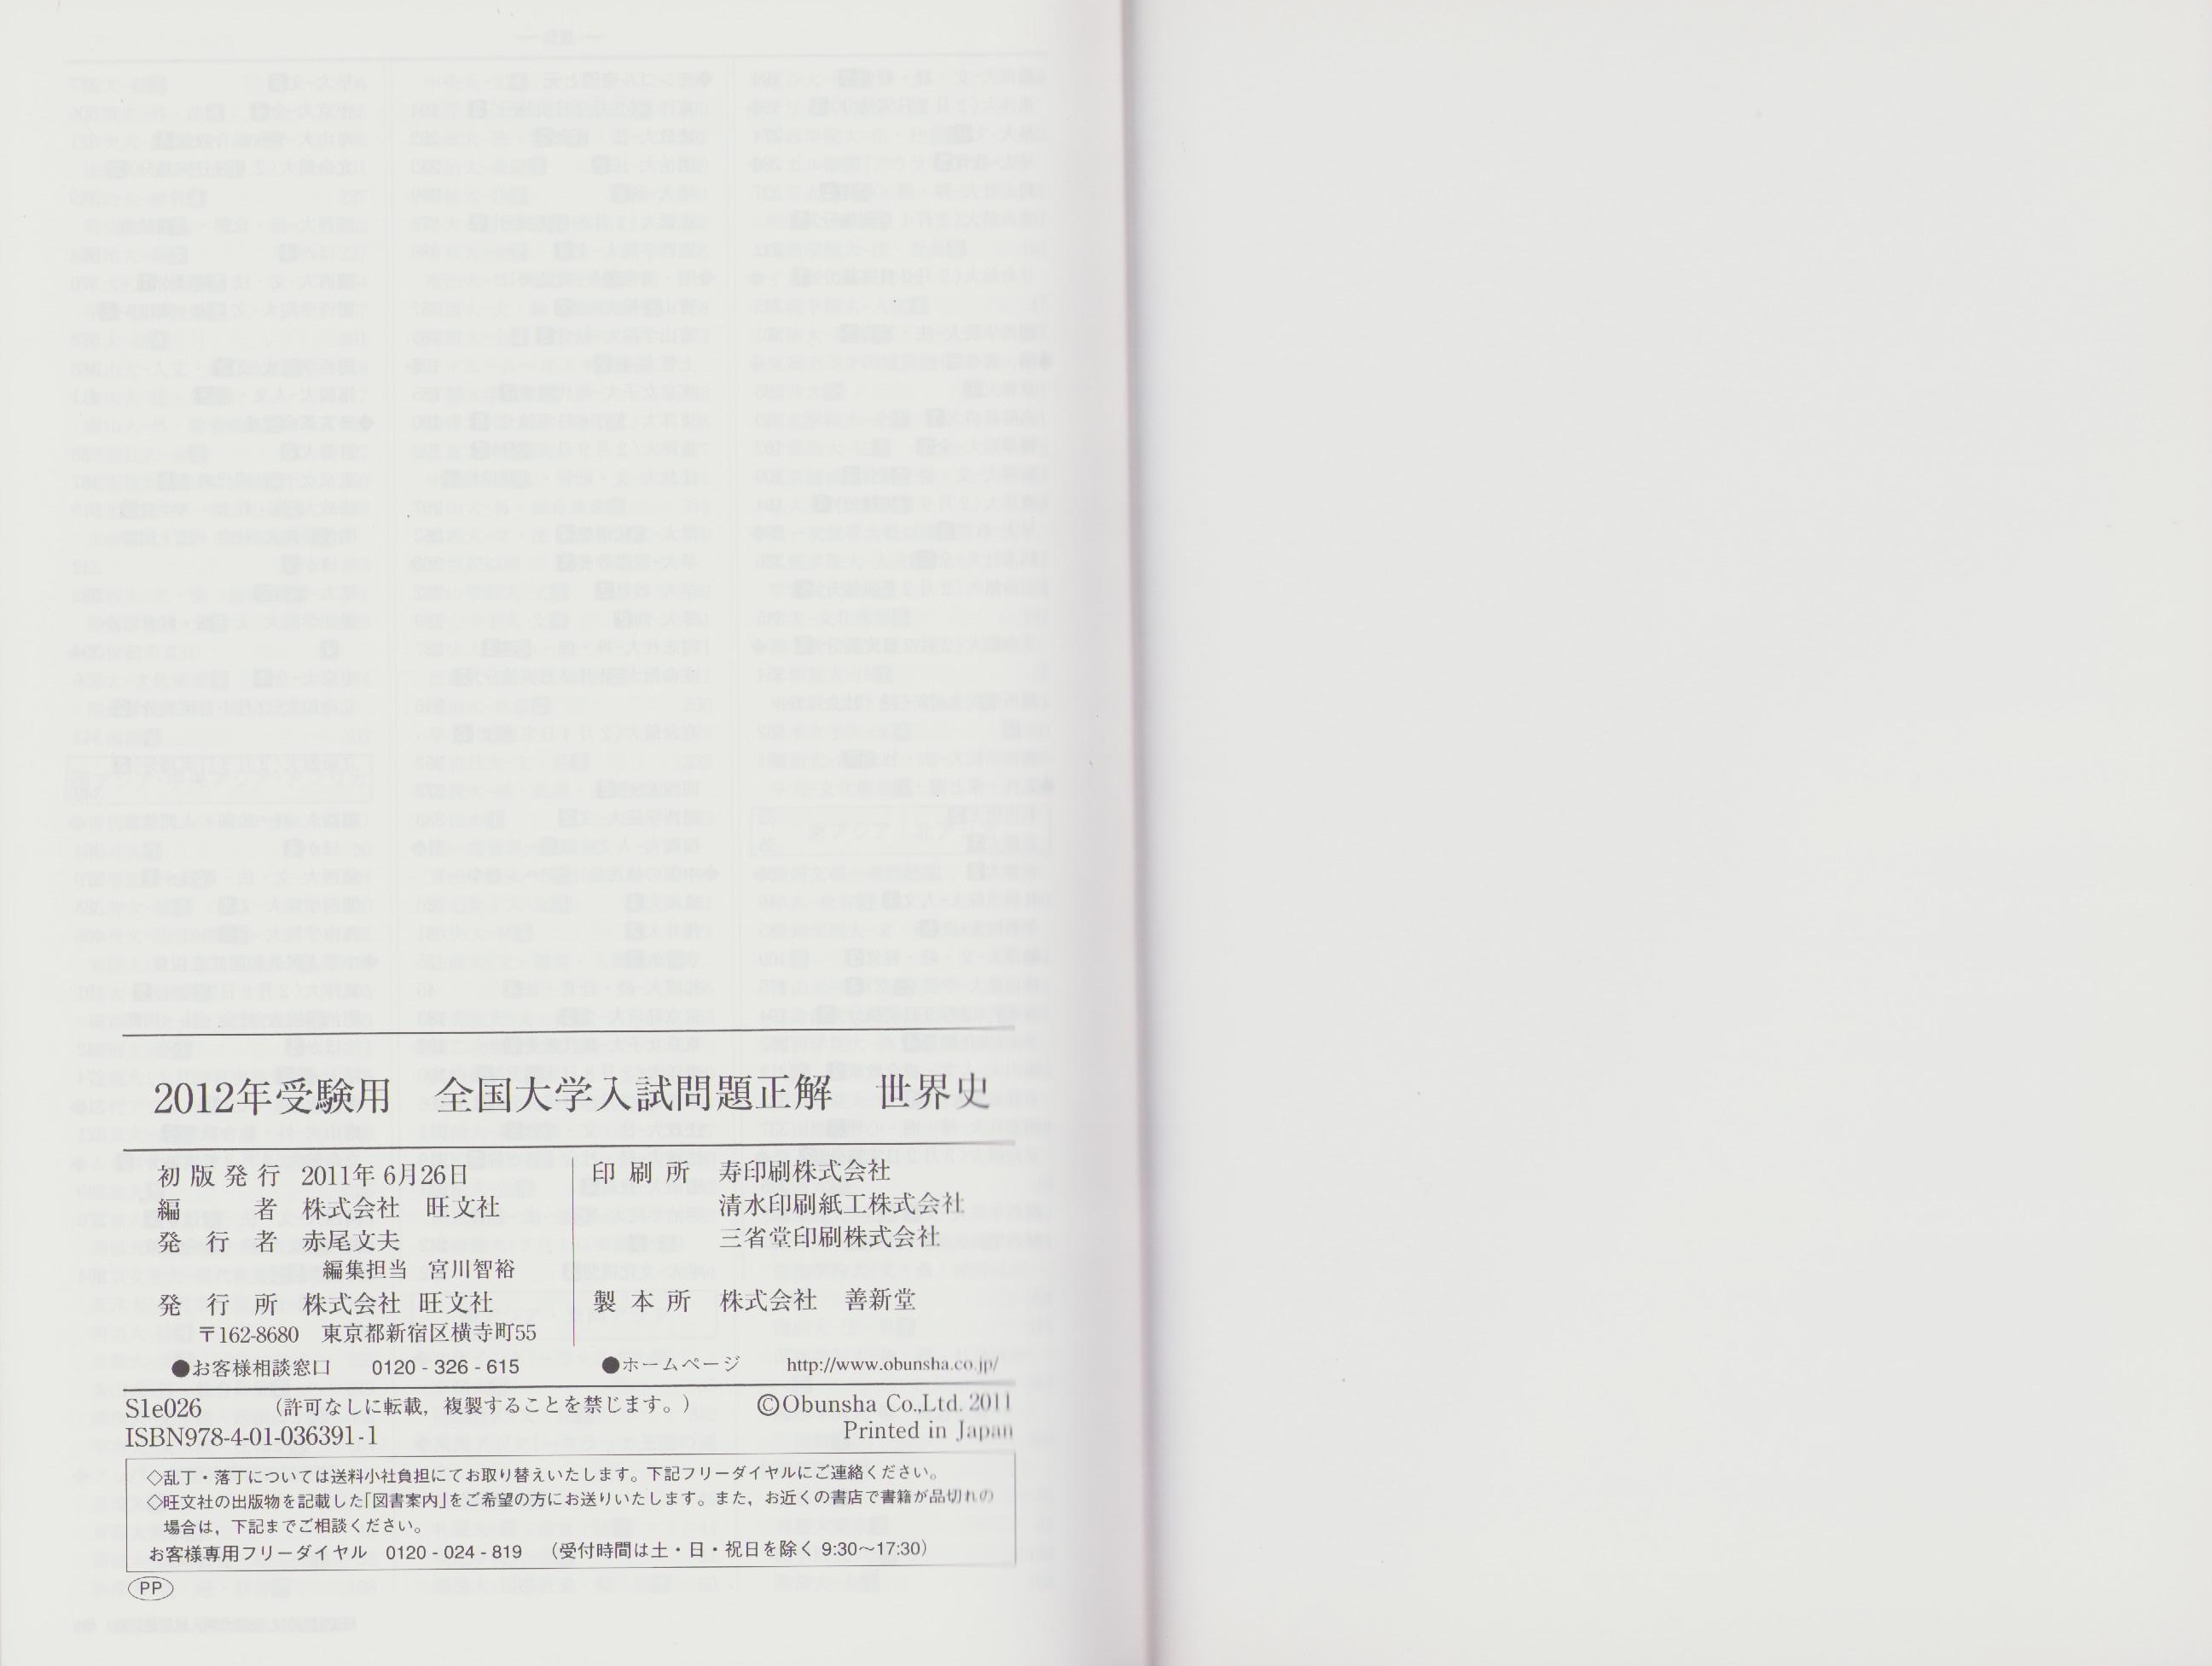 2012年受験用　全国大学入試問題正解　世界史
初版発行　2011年6月26日
編者　株式会社　旺文社
発行者　赤尾文夫
編集担当　宮川智裕
発行所　株式会社　旺文社
〒162-8680　東京都新宿区横寺町55
印刷所　寿印刷株式会社
清水印刷紙工株式会社
三省堂印刷株式会社
製本所　株式会社　善新堂
●お客様相談窓口　0120-326-615　●ホームページ　http://www.obunsha.co.jp/
S1e026　（許可なしに転載，複製することを禁じます。）　©Obunsha Co.,Ltd. 2011
ISBN978-4-01-036391-1　Printed in Japan
◇乱丁・落丁については送料小社負担にてお取り替えいたします。下記フリーダイヤルにご連絡ください。
◇旺文社の出版物を記載した「図書案内」をご希望の方にお送りいたします。また，お近くの書店で書籍が品切れの
場合は，下記までご相談ください。
お客様専用フリーダイヤル　0120-024-819　（受付時間は土・日・祝日を除く 9:30〜17:30）
PP